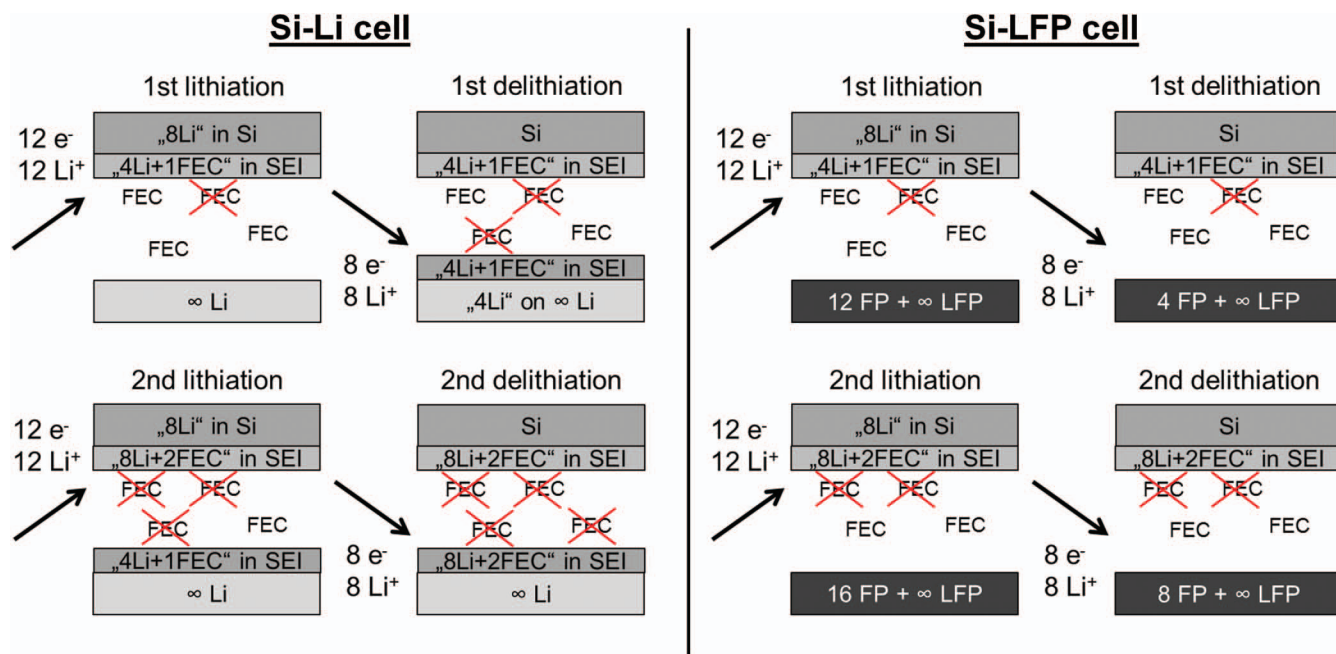 Si-Li cell
1st lithiation
12 e-
12 Li+
„8Li“ in Si
„4Li+1FEC“ in SEI
FEC FEC
FEC FEC
∞ Li
1st delithiation
8 e-
8 Li+
Si
„4Li+1FEC“ in SEI
FEC FEC
FEC FEC
„4Li+1FEC“ in SEI
„4Li“ on ∞ Li
2nd lithiation
12 e-
12 Li+
„8Li“ in Si
„8Li+2FEC“ in SEI
FEC FEC
FEC FEC
„4Li+1FEC“ in SEI
∞ Li
2nd delithiation
8 e-
8 Li+
Si
„8Li+2FEC“ in SEI
FEC FEC
FEC FEC
„8Li+2FEC“ in SEI
∞ Li
Si-LFP cell
1st lithiation
12 e-
12 Li+
„8Li“ in Si
„4Li+1FEC“ in SEI
FEC FEC
FEC FEC
12 FP + ∞ LFP
1st delithiation
8 e-
8 Li+
Si
„4Li+1FEC“ in SEI
FEC FEC
FEC FEC
4 FP + ∞ LFP
2nd lithiation
12 e-
12 Li+
„8Li“ in Si
„8Li+2FEC“ in SEI
FEC FEC
FEC FEC
16 FP + ∞ LFP
2nd delithiation
8 e-
8 Li+
Si
„8Li+2FEC“ in SEI
FEC FEC
FEC FEC
8 FP + ∞ LFP